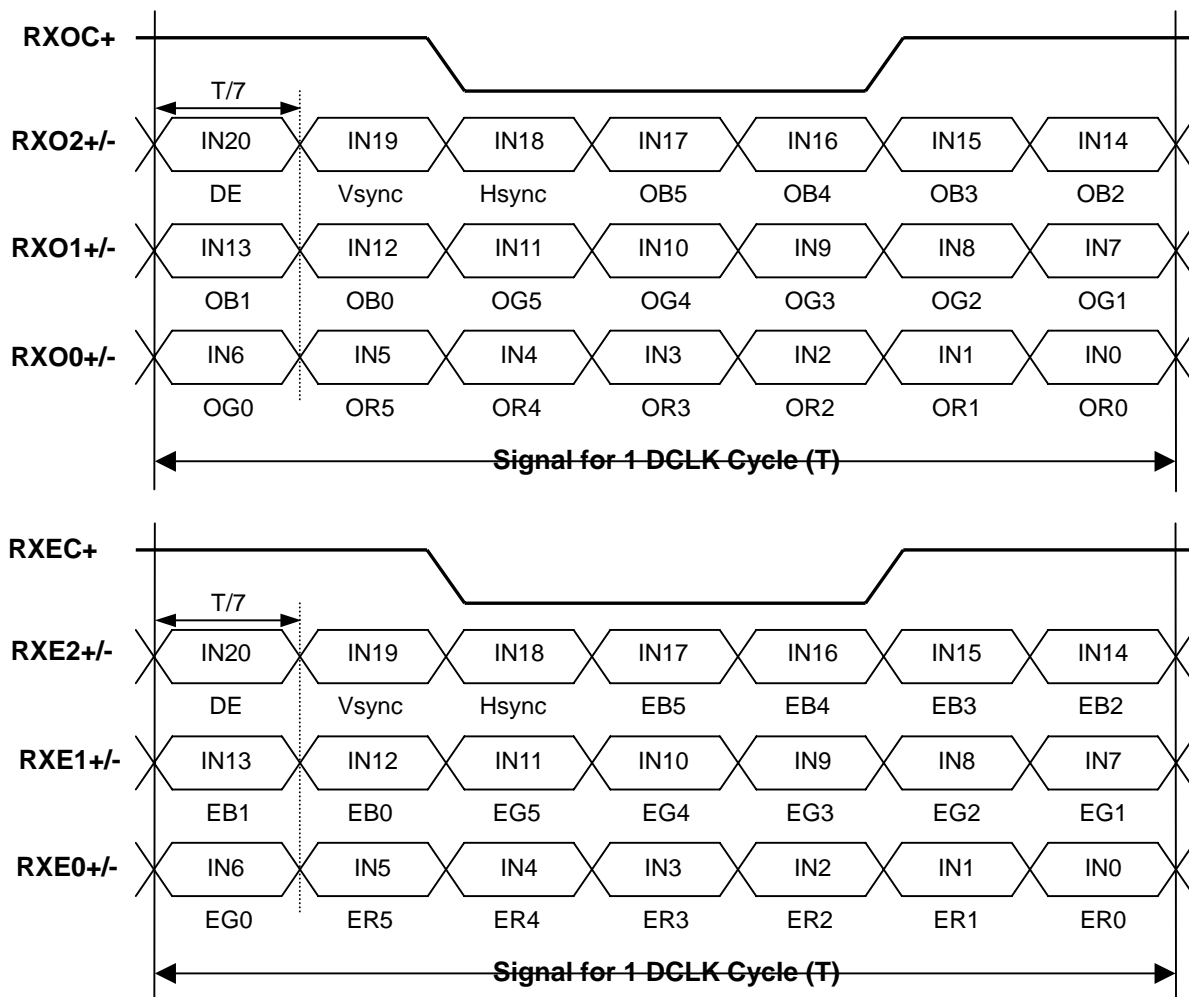 RXOC+
T/7
RXO2+/- IN20 IN19 IN18 IN17 IN16 IN15 IN14
DE Vsync Hsync OB5 OB4 OB3 OB2
RXO1+/- IN13 IN12 IN11 IN10 IN9 IN8 IN7
OB1 OB0 OG5 OG4 OG3 OG2 OG1
RXO0+/- IN6 IN5 IN4 IN3 IN2 IN1 IN0
OG0 OR5 OR4 OR3 OR2 OR1 OR0
Signal for 1 DCLK Cycle (T)
RXEC+
T/7
RXE2+/- IN20 IN19 IN18 IN17 IN16 IN15 IN14
DE Vsync Hsync EB5 EB4 EB3 EB2
RXE1+/- IN13 IN12 IN11 IN10 IN9 IN8 IN7
EB1 EB0 EG5 EG4 EG3 EG2 EG1
RXE0+/- IN6 IN5 IN4 IN3 IN2 IN1 IN0
EG0 ER5 ER4 ER3 ER2 ER1 ER0
Signal for 1 DCLK Cycle (T)